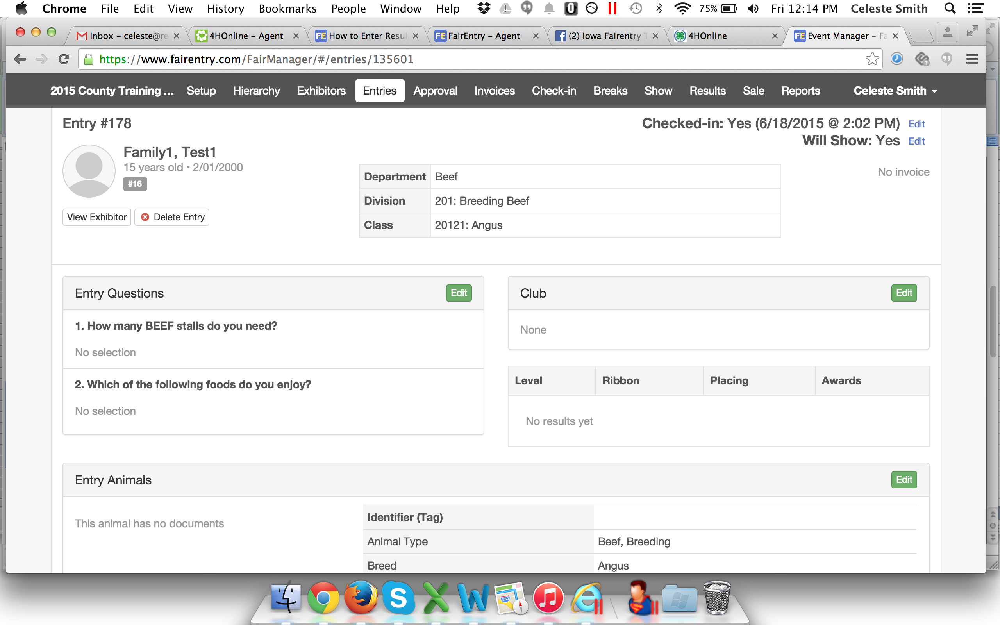 Chrome File Edit View History Bookmarks People Window Help 75% Fri 12:14 PM Celeste Smith
Inbox – celeste@re
4HOnline – Agent
FE How to Enter Resul
FE FairEntry – Agent
(2) Iowa Fairentry T
4HOnline
FE Event Manager – Fa
https://www.fairentry.com/FairManager/#/entries/135601
2015 County Training ... Setup Hierarchy Exhibitors Entries Approval Invoices Check-in Breaks Show Results Sale Reports Celeste Smith
Entry #178
Checked-in: Yes (6/18/2015 @ 2:02 PM) Edit
Will Show: Yes Edit
Family1, Test1
15 years old • 2/01/2000
#16
View Exhibitor Delete Entry
Department Beef
Division 201: Breeding Beef
Class 20121: Angus
No invoice
Entry Questions Edit
1. How many BEEF stalls do you need?
No selection
2. Which of the following foods do you enjoy?
No selection
Club Edit
None
Level Ribbon Placing Awards
No results yet
Entry Animals Edit
This animal has no documents
Identifier (Tag)
Animal Type Beef, Breeding
Breed Angus
S
W
280